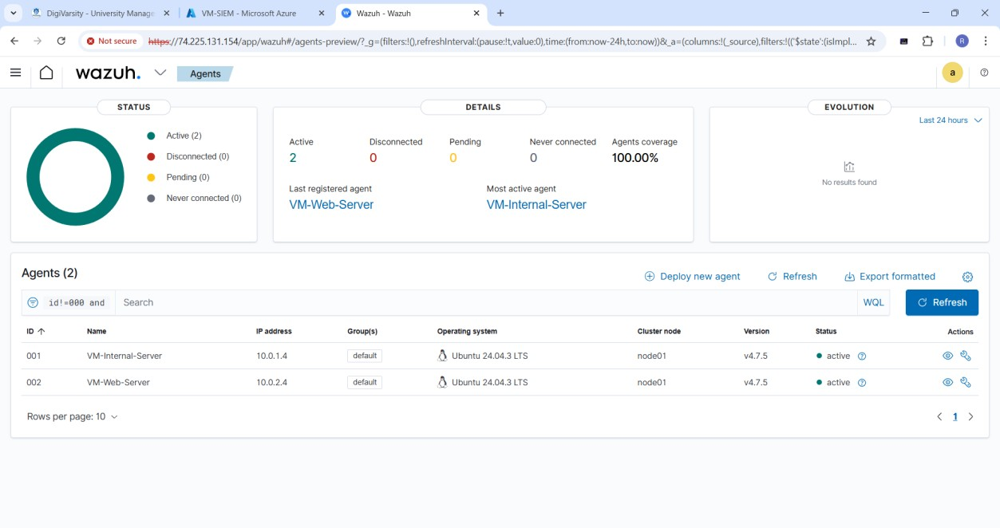 DigiVarsity - University Manage
VM-SIEM - Microsoft Azure
Wazuh - Wazuh
Not secure
https://74.225.131.154/app/wazuh#/agents-preview/?_g=(filters:!(),refreshInterval:(pause:!t,value:0),time:(from:now-24h,to:now))&_a=(columns:!(_source),filters:!(('$state':(isImpl...
R
wazuh.
Agents
a
STATUS
Active (2)
Disconnected (0)
Pending (0)
Never connected (0)
DETAILS
Active Disconnected Pending Never connected Agents coverage
2 0 0 0 100.00%
Last registered agent Most active agent
VM-Web-Server VM-Internal-Server
EVOLUTION
Last 24 hours
No results found
Agents (2)
Deploy new agent Refresh Export formatted
id!=000 and Search WQL Refresh
ID Name IP address Group(s) Operating system Cluster node Version Status Actions
001 VM-Internal-Server 10.0.1.4 default Ubuntu 24.04.3 LTS node01 v4.7.5 active
002 VM-Web-Server 10.0.2.4 default Ubuntu 24.04.3 LTS node01 v4.7.5 active
Rows per page: 10 1